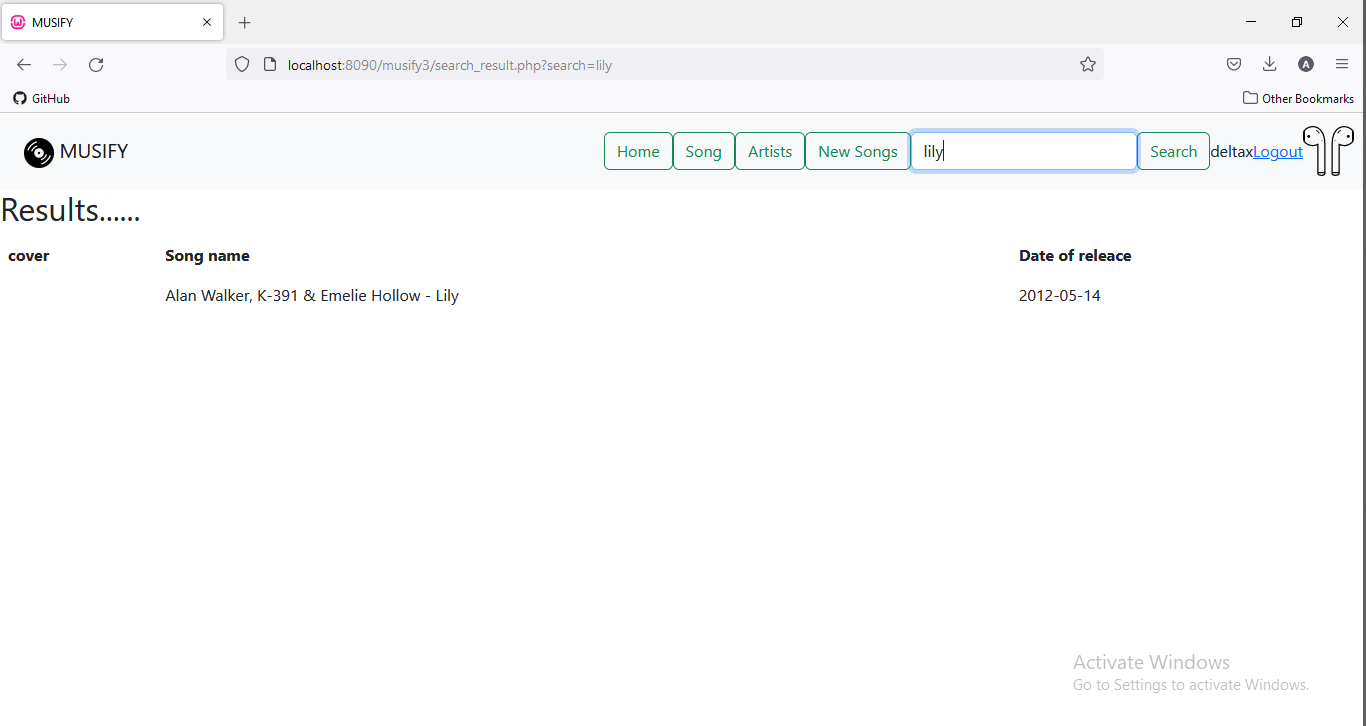 MUSIFY
localhost:8090/musify3/search_result.php?search=lily
A
GitHub
Other Bookmarks
MUSIFY
Home
Song
Artists
New Songs
lily
Search
deltaxLogout
Results......
cover
Song name
Date of releace
Alan Walker, K-391 & Emelie Hollow - Lily
2012-05-14
Activate Windows
Go to Settings to activate Windows.